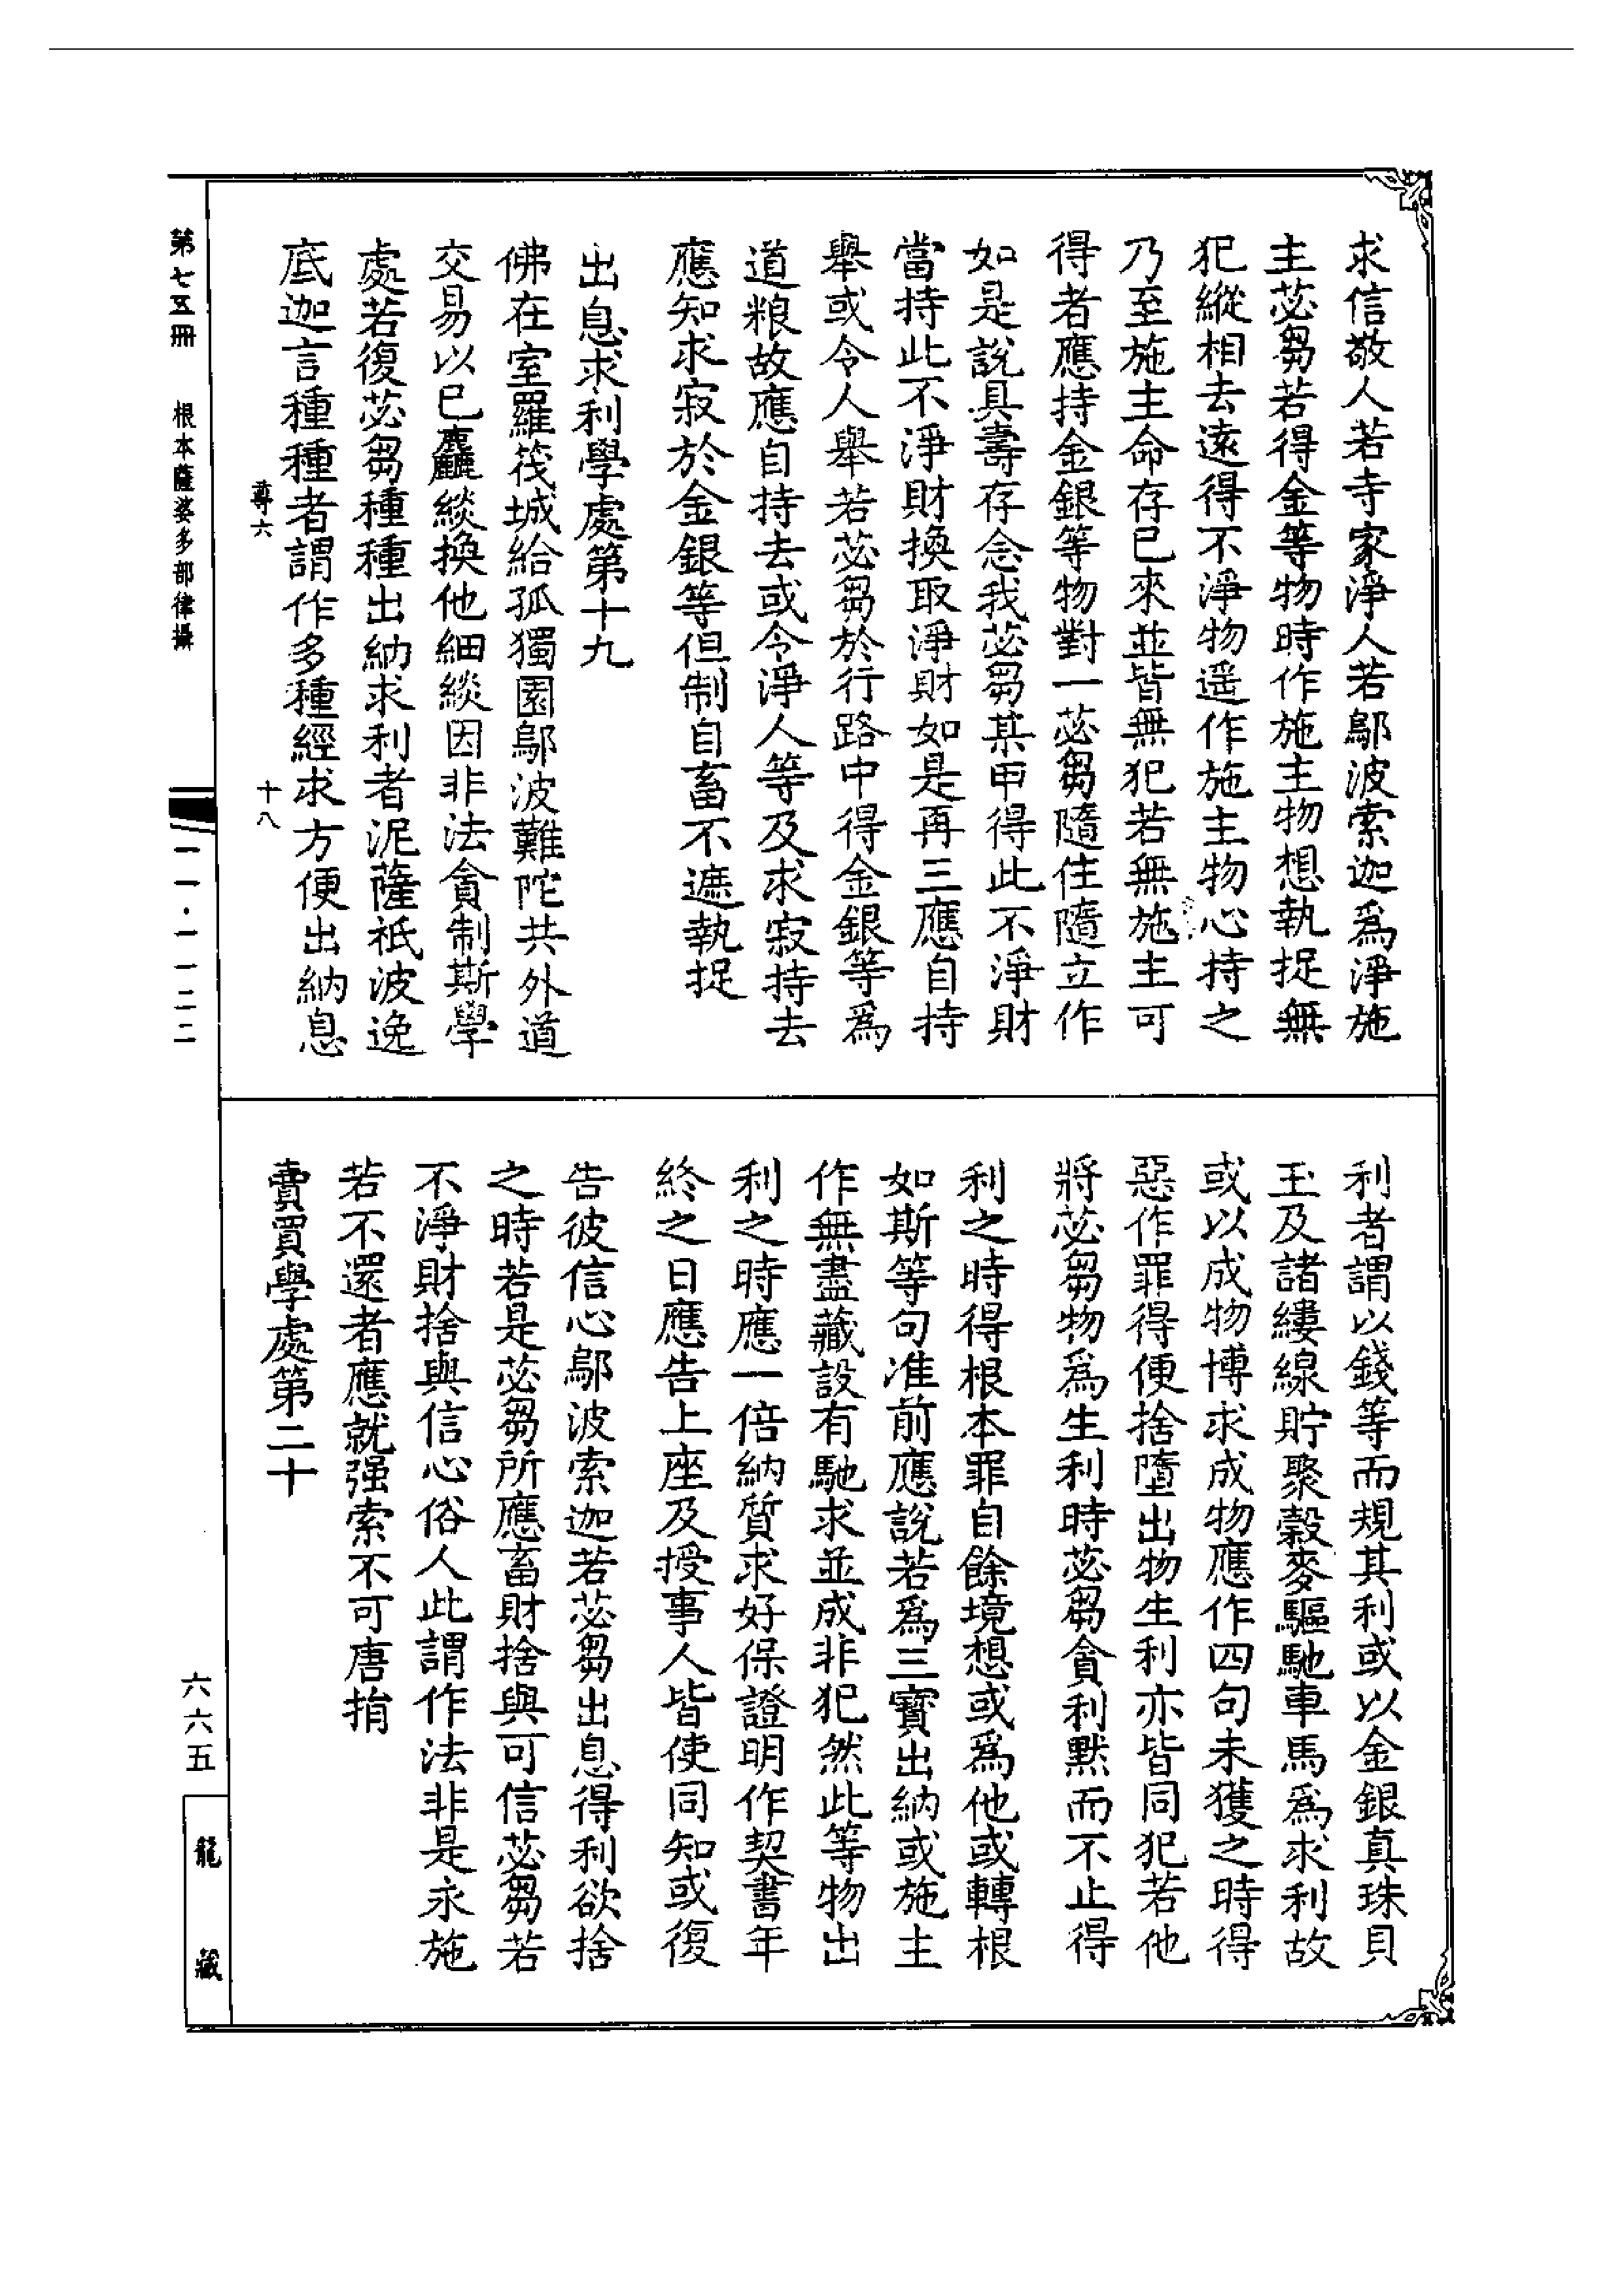 求信敬人若寺家淨人若鄔波索迦爲淨施
主苾芻若得金等物時作施主物想執捉無
犯縱相去遠得不淨物遥作施主物心持之
乃至施主命存已來並皆無犯若無施主可
得者應持金銀等物對一苾芻隨住隨立作
如是說具壽存念我苾芻某甲得此不淨財
當持此不淨財換取淨財如是再三應自持
舉或令人舉若苾芻於行路中得金銀等爲
道粮故應自持去或令淨人等及求寂持去
應知求寂於金銀等但制自畜不遮執捉
出息求利學處第十九
佛在室羅筏城給孤獨園鄔波難陀共外道
交易以已麤緂換他細緂因非法貪制斯學
處若復苾芻種種出納求利者泥薩祇波逸
底迦言種種者謂作多種經求方便出納息
尊六
十八
利者謂以錢等而規其利或以金銀真珠貝
玉及諸縷線貯聚穀麥驅馳車馬爲求利故
或以成物博求成物應作四句未獲之時得
惡作罪得便捨墮出物生利亦皆同犯若他
將苾芻物爲生利時苾芻貪利默而不止得
利之時得根本罪自餘境想或爲他或轉根
如斯等句准前應說若爲三寳出納或施主
作無盡藏設有馳求並成非犯然此等物出
利之時應一倍納質求好保證明作契書年
終之日應告上座及授事人皆使同知或復
告彼信心鄔波索迦若苾芻出息得利欲捨
之時若是苾芻所應畜財捨與可信苾芻若
不淨財捨與信心俗人此謂作法非是永施
若不還者應就强索不可唐捐
賣買學處第二十
第七五冊
根本薩婆多部律攝
一一·一一二二
六六五
龍藏